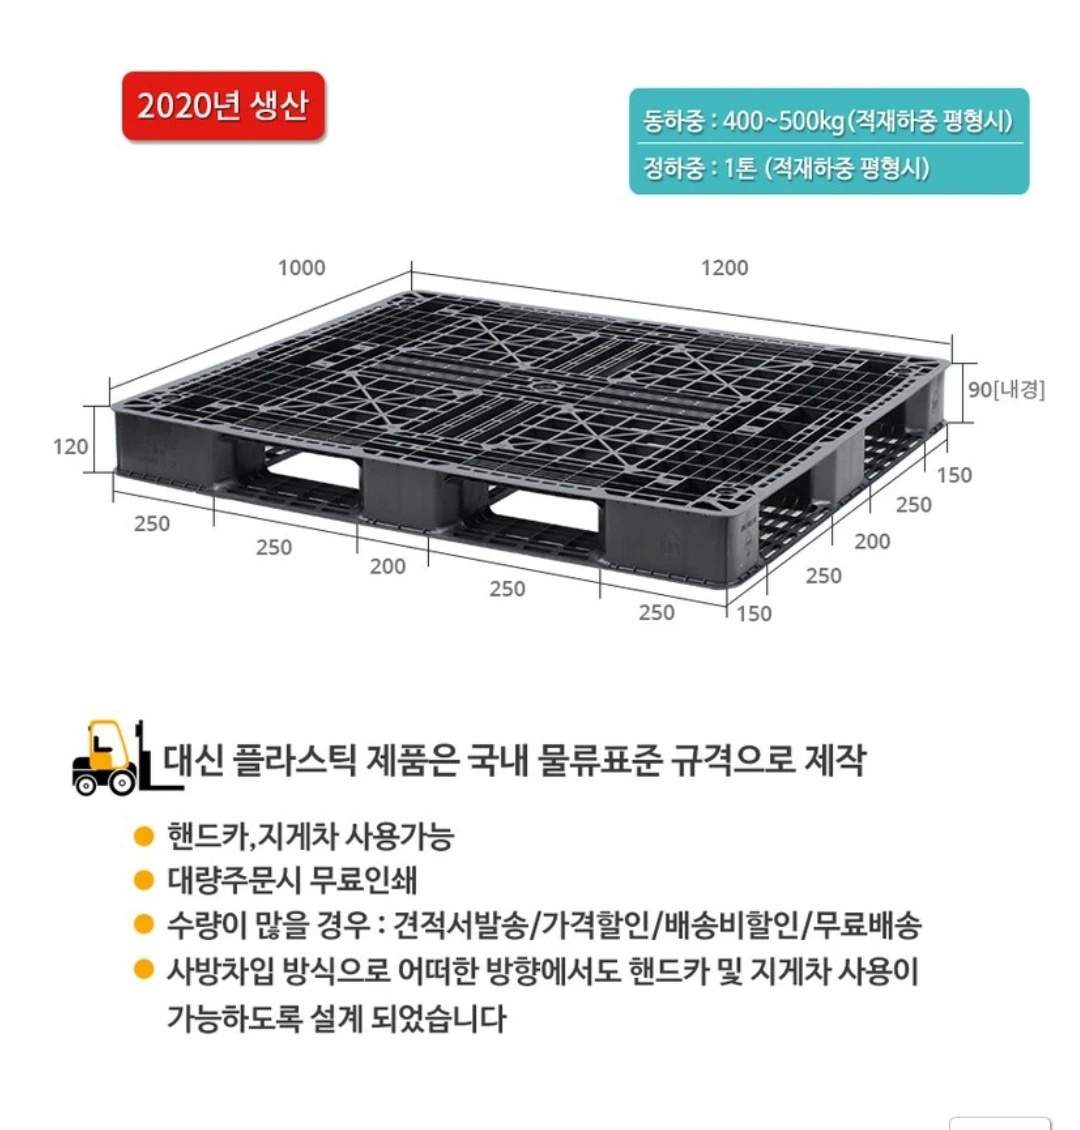 2020년 생산
동하중 : 400~500kg(적재하중 평형시)
정하중 : 1톤 (적재하중 평형시)
1000
1200
90[내경]
120
150
250
250
200
250
200
250
250
250
150
대신 플라스틱 제품은 국내 물류표준 규격으로 제작
핸드카,지게차 사용가능
대량주문시 무료인쇄
수량이 많을 경우 : 견적서발송/가격할인/배송비할인/무료배송
사방차입 방식으로 어떠한 방향에서도 핸드카 및 지게차 사용이
가능하도록 설계 되었습니다